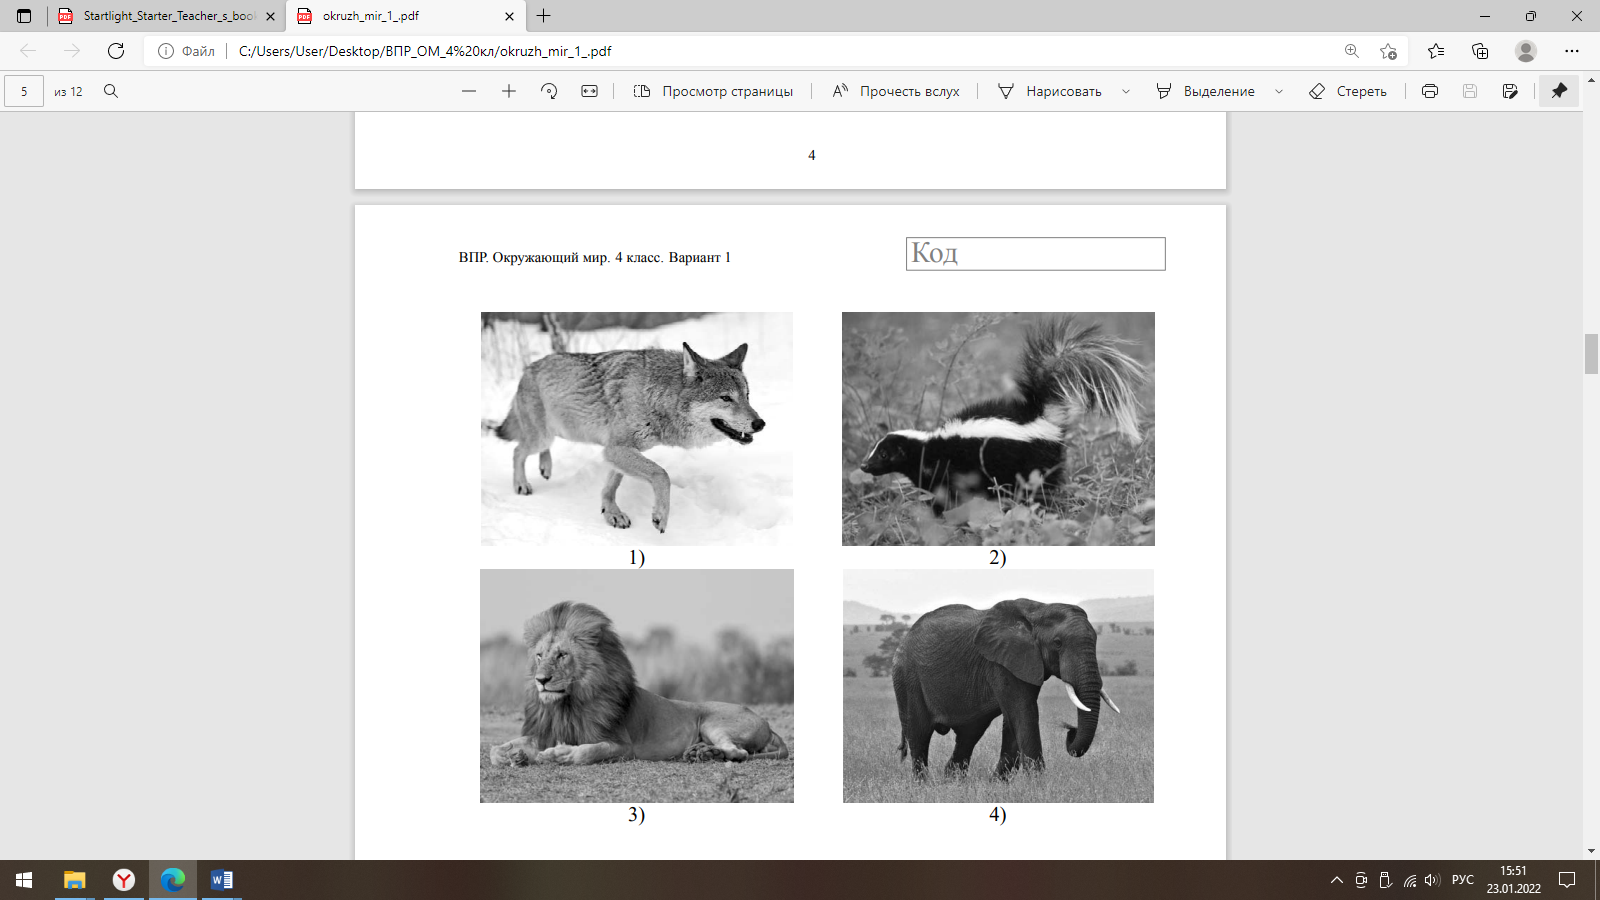 Startlight_Starter_Teacher_s_boo
okruzh_mir_1_.pdf
Файл
C:/Users/User/Desktop/ВПР_ОМ_4%20кл/okruzh_mir_1_.pdf
5 из 12
Просмотр страницы
Прочесть вслух
Нарисовать
Выделение
Стереть
4
ВПР. Окружающий мир. 4 класс. Вариант 1
Код
1)
2)
3)
4)
РУС
15:51
23.01.2022